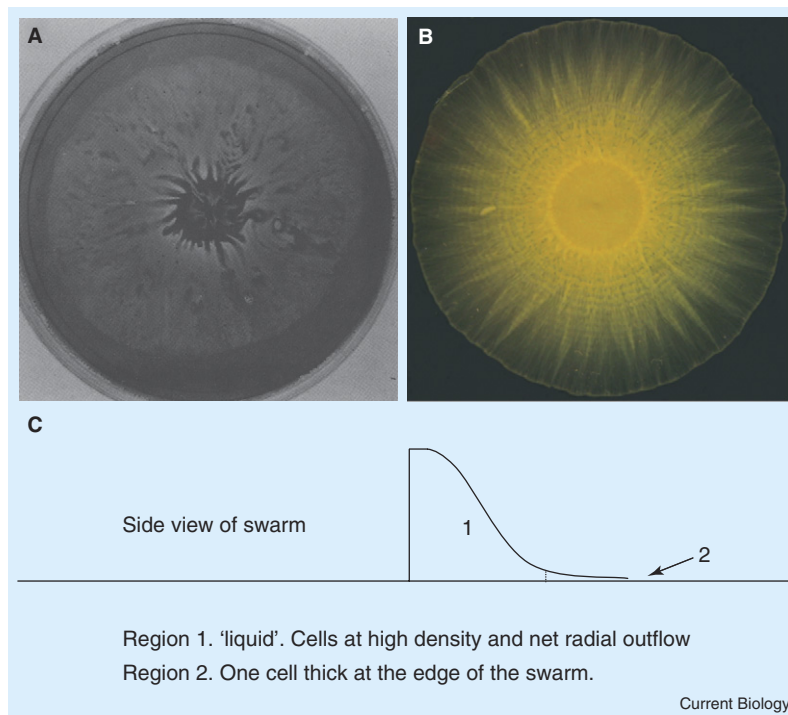 A
B
C
Side view of swarm
1
2
Region 1. ‘liquid’. Cells at high density and net radial outflow
Region 2. One cell thick at the edge of the swarm.
Current Biology